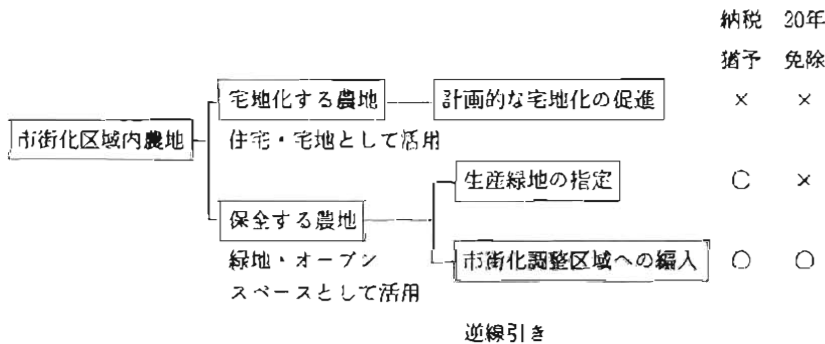 納税 20年
猶予 免除
宅地化する農地 計画的な宅地化の促進 × ×
市街化区域内農地 住宅・宅地として活用
生産緑地の指定 ○ ×
保全する農地
緑地・オープン 市街化調整区域への編入 ○ ○
スペースとして活用
逆線引き